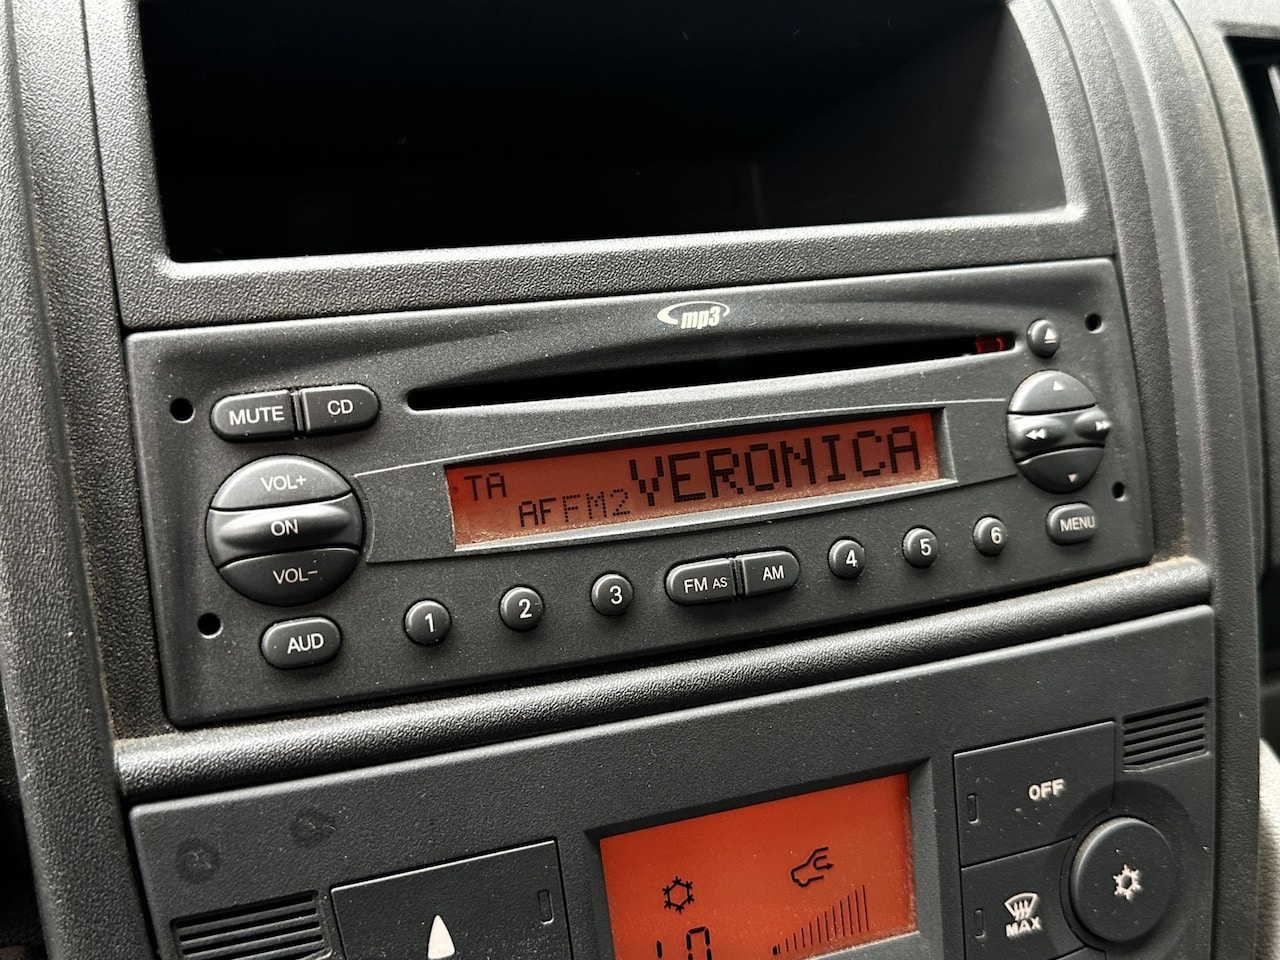 mp3
MUTE CD
TA
AF FM2 VERONICA
VOL+
ON
VOL-
AUD
1 2 3 FM AS AM 4 5 6 MENU
OFF
MAX